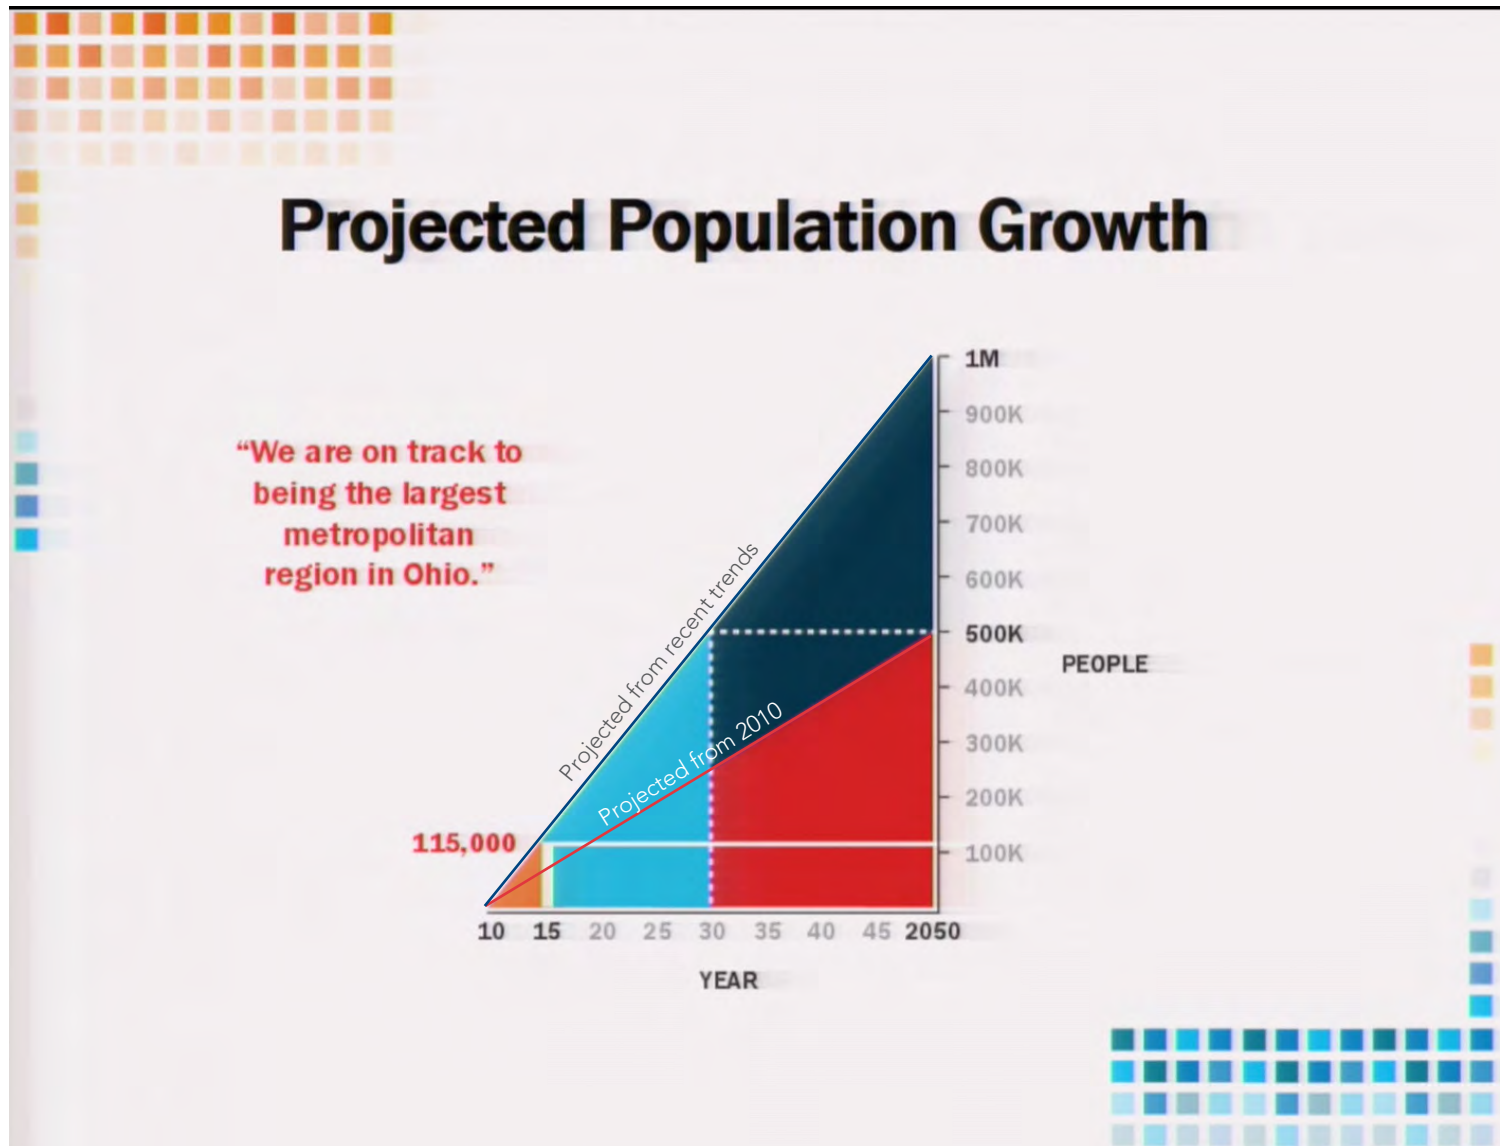 Projected Population Growth
“We are on track to
being the largest
metropolitan
region in Ohio.”
Projected from recent trends
Projected from 2010
115,000
1M
900K
800K
700K
600K
500K
400K
300K
200K
100K
PEOPLE
10 15 20 25 30 35 40 45 2050
YEAR